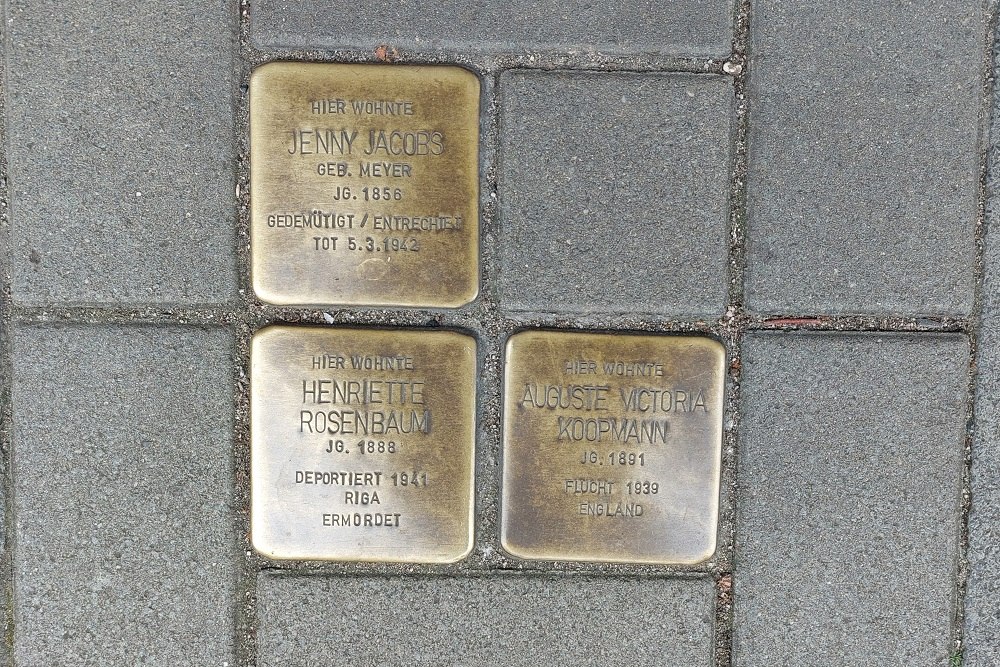 HIER WOHNTE
JENNY JACOBS
GEB. MEYER
JG. 1856
GEDEMÜTIGT / ENTRECHTET
TOT 5.3.1942
HIER WOHNTE
HENRIETTE
ROSENBAUM
JG. 1888
DEPORTIERT 1941
RIGA
ERMORDET
HIER WOHNTE
AUGUSTE VICTORIA
KOOPMANN
JG. 1891
FLUCHT 1939
ENGLAND